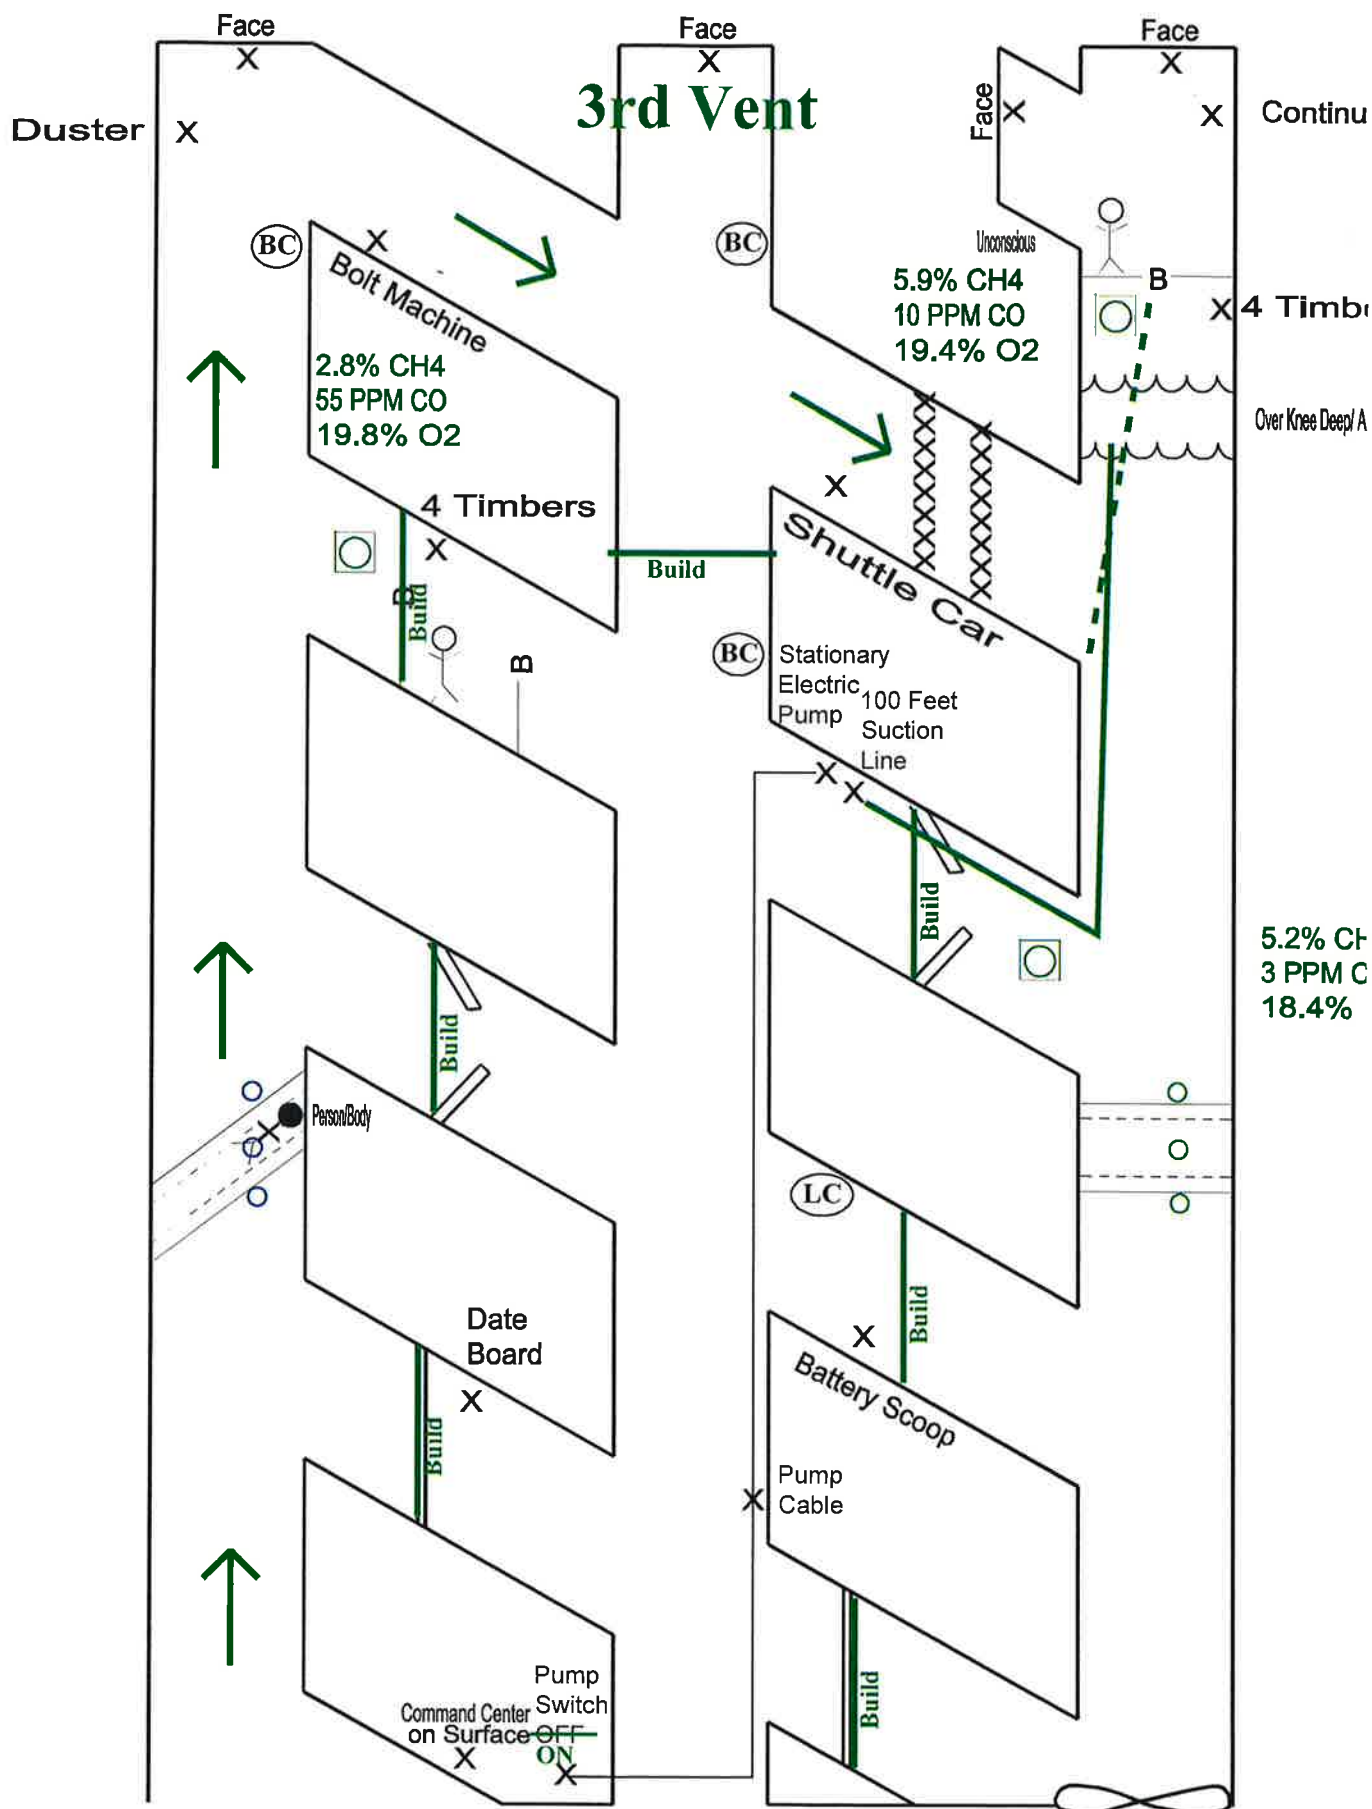 Face
Face
Face
3rd Vent
Duster
X
X
X
X
X
X
Face
Continu
BC
BC
X
Bolt Machine
Unconscious
5.9% CH4
10 PPM CO
19.4% O2
B
X
4 Timb
2.8% CH4
55 PPM CO
19.8% O2
Over Knee Deep/ A
4 Timbers
X
X
Shuttle Car
Build
B
Build
B
BC
Stationary
Electric
Pump
100 Feet
Suction
Line
X
X
Build
5.2% CH
3 PPM C
18.4%
Build
Person/Body
LC
Date
Board
X
Build
X
Battery Scoop
Build
Pump
Cable
X
Pump
Switch
Command Center
on Surface
OFF
ON
X
X
Build